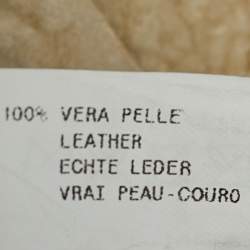 100% VERA PELLE
LEATHER
ECHTE LEDER
VRAI PEAU-COURO